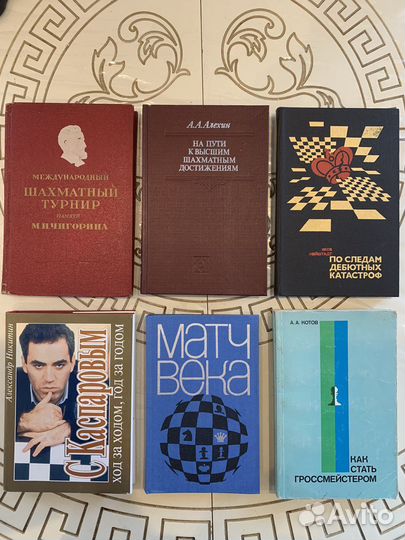 МЕЖДУНАРОДНЫЙ
ШАХМАТНЫЙ
ТУРНИР
ПАМЯТИ
М.И.ЧИГОРИНА
А.А.Алехин
НА ПУТИ
К ВЫСШИМ
ШАХМАТНЫМ
ДОСТИЖЕНИЯМ
ЯКОВ
НЕЙШТАДТ
ПО СЛЕДАМ
ДЕБЮТНЫХ
КАТАСТРОФ
Александр Никитин
С Каспаровым
ХОД ЗА ХОДОМ, ГОД ЗА ГОДОМ
МАТЧ
ВЕКА
А. А. КОТОВ
КАК
СТАТЬ
ГРОССМЕЙСТЕРОМ
Avito